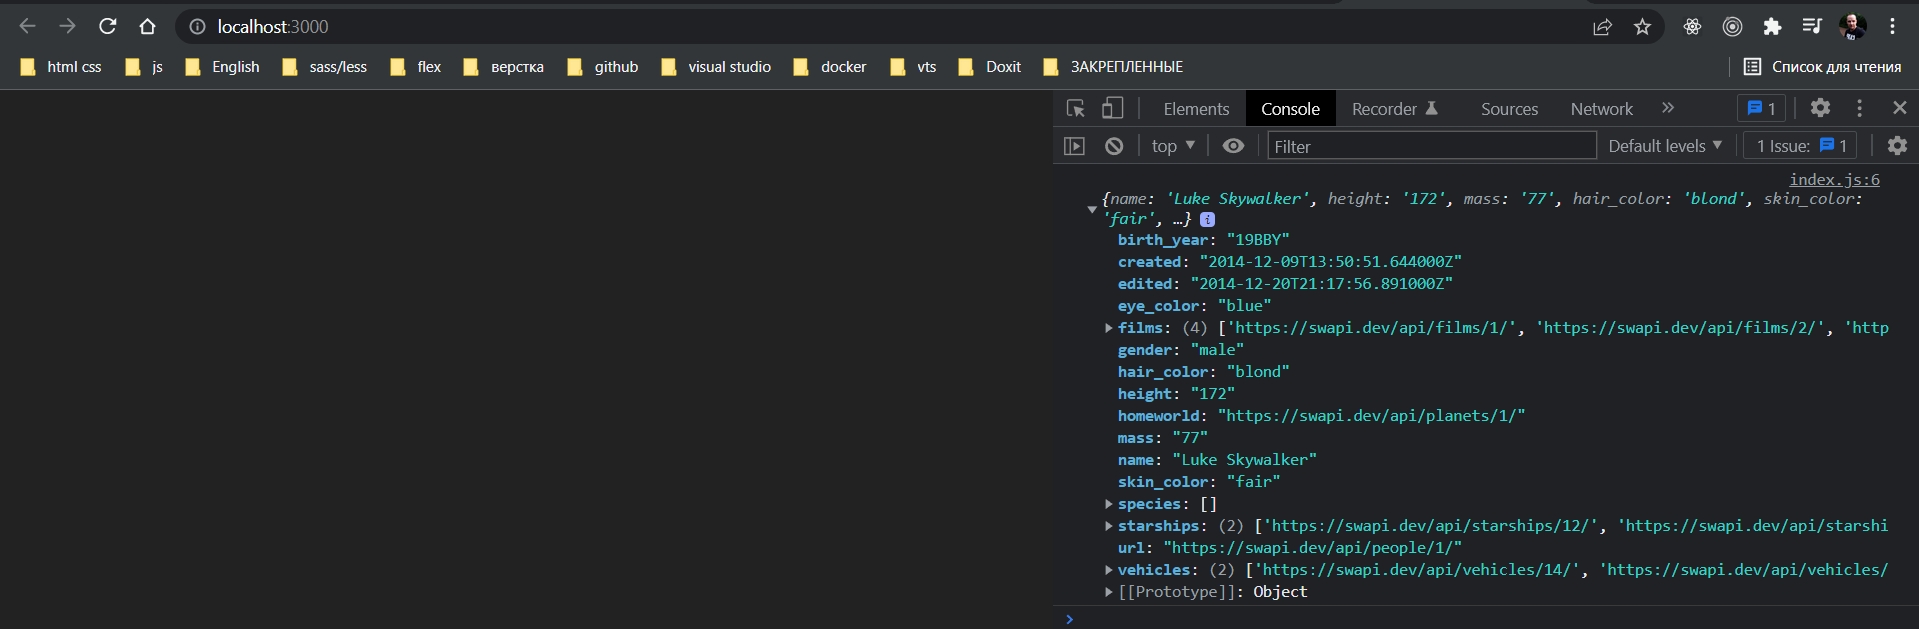 localhost:3000
html css js English sass/less flex верстка github visual studio docker vts Doxit ЗАКРЕПЛЕННЫЕ Список для чтения
Elements Console Recorder Sources Network » 1
top Filter Default levels 1 Issue: 1
index.js:6
{name: 'Luke Skywalker', height: '172', mass: '77', hair_color: 'blond', skin_color:
'fair', …} i
birth_year: "19BBY"
created: "2014-12-09T13:50:51.644000Z"
edited: "2014-12-20T21:17:56.891000Z"
eye_color: "blue"
films: (4) ['https://swapi.dev/api/films/1/', 'https://swapi.dev/api/films/2/', 'http
gender: "male"
hair_color: "blond"
height: "172"
homeworld: "https://swapi.dev/api/planets/1/"
mass: "77"
name: "Luke Skywalker"
skin_color: "fair"
species: []
starships: (2) ['https://swapi.dev/api/starships/12/', 'https://swapi.dev/api/starshi
url: "https://swapi.dev/api/people/1/"
vehicles: (2) ['https://swapi.dev/api/vehicles/14/', 'https://swapi.dev/api/vehicles/
[[Prototype]]: Object